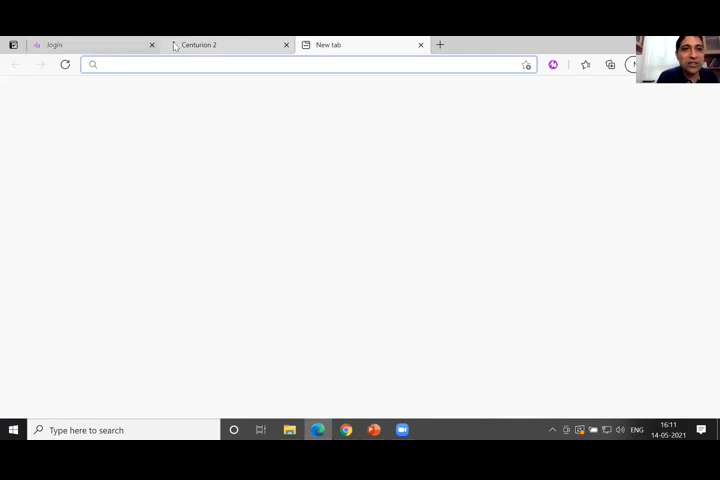 login
Centurion 2
New tab
Type here to search
ENG
16:11
14-05-2021